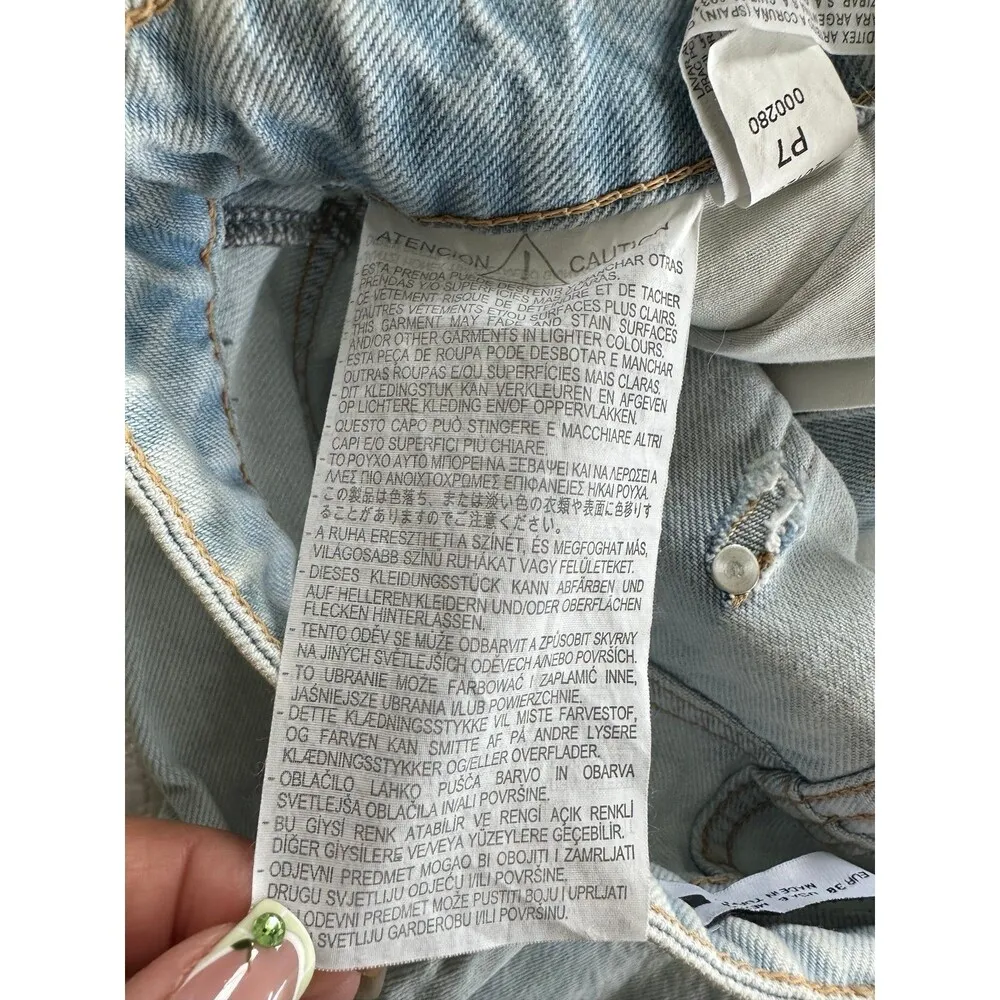 P7
000280
ATENCION ! CAUTION
ESTA PRENDA PUEDE DESTEÑIR Y MANCHAR OTRAS
PRENDAS Y/O SUPERFICIES MAS CLARAS.
CE VETEMENT RISQUE DE DETEINDRE ET DE TACHER
D'AUTRES VETEMENTS ET/OU SURFACES PLUS CLAIRS.
THIS GARMENT MAY FADE AND STAIN SURFACES
AND/OR OTHER GARMENTS IN LIGHTER COLOURS.
ESTA PEÇA DE ROUPA PODE DESBOTAR E MANCHAR
OUTRAS ROUPAS E/OU SUPERFÍCIES MAIS CLARAS.
- DIT KLEDINGSTUK KAN VERKLEUREN EN AFGEVEN
OP LICHTERE KLEDING EN/OF OPPERVLAKKEN.
- QUESTO CAPO PUÒ STINGERE E MACCHIARE ALTRI
CAPI E/O SUPERFICI PIÙ CHIARE.
- ΤΟ ΡΟΥΧΟ ΑΥΤΟ ΜΠΟΡΕΙ ΝΑ ΞΕΒΑΨΕΙ ΚΑΙ ΝΑ ΛΕΡΩΣΕΙ Α
ΛΛΕΣ ΠΙΟ ΑΝΟΙΧΤΟΧΡΩΜΕΣ ΕΠΙΦΑΝΕΙΕΣ Η/ΚΑΙ ΡΟΥΧΑ.
- この製品は色落ち、または淡い色の衣類や表面に色移りす
ることがありますのでご注意ください。
- A RUHA ERESZTHETI A SZÍNÉT, ÉS MEGFOGHAT MÁS,
VILÁGOSABB SZÍNŰ RUHÁKAT VAGY FELÜLETEKET.
- DIESES KLEIDUNGSSTÜCK KANN ABFÄRBEN UND
AUF HELLEREN KLEIDERN UND/ODER OBERFLÄCHEN
FLECKEN HINTERLASSEN.
- TENTO ODĚV SE MŮŽE ODBARVIT A ZPŮSOBIT SKVRNY
NA JINÝCH SVĚTLEJŠÍCH ODĚVECH A/NEBO POVRŠÍCH.
- TO UBRANIE MOŻE FARBOWAĆ I ZAPLAMIĆ INNE,
JAŚNIEJSZE UBRANIA I/LUB POWIERZCHNIE.
- DETTE KLÆDNINGSSTYKKE VIL MISTE FARVESTOF,
OG FARVEN KAN SMITTE AF PÅ ANDRE LYSERE
KLÆDNINGSSTYKKER OG/ELLER OVERFLADER.
- OBLAČILO LAHKO PUŠČA BARVO IN OBARVA
SVETLEJŠA OBLAČILA IN/ALI POVRŠINE.
- BU GİYSİ RENK ATABİLİR VE RENGİ AÇIK RENKLİ
DİĞER GİYSİLERE VE/VEYA YÜZEYLERE GEÇEBİLİR.
- ODJEVNI PREDMET MOGAO BI OBOJITI I ZAMRLJATI
DRUGU SVJETLIJU ODJEĆU I/ILI POVRŠINE.
ODEVNI PREDMET MOŽE PUSTITI BOJU I UPRLJATI
SVETLIJU GARDEROBU I/ILI POVRŠINE.
EUR 38
MADE IN